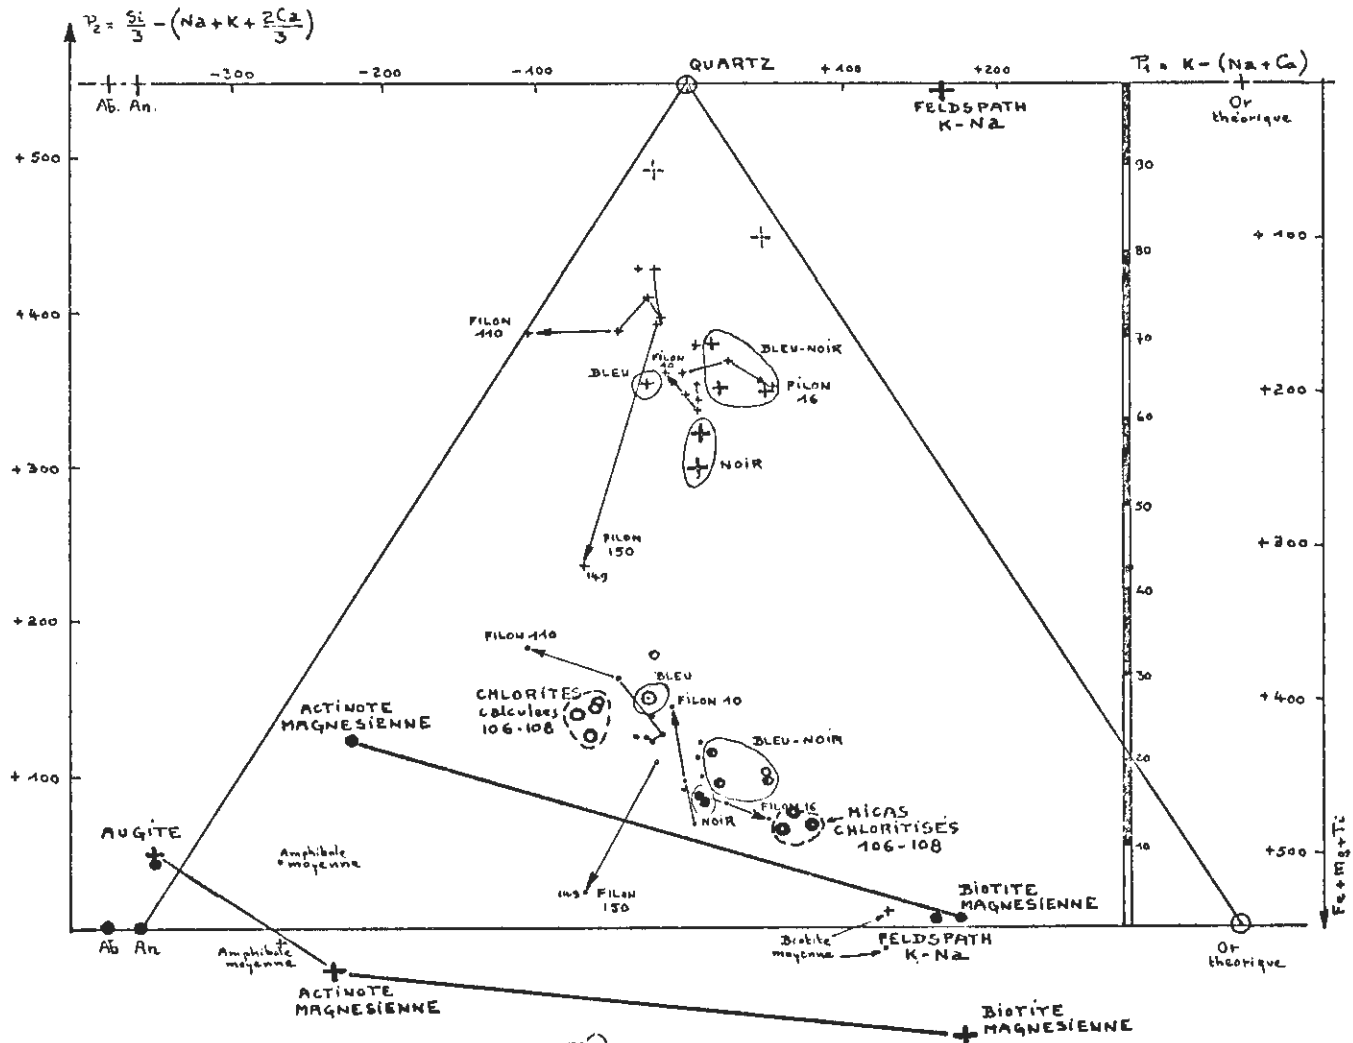 P₂ = Si/3 - (Na + K + 2Ca/3)
-300
-200
-100
QUARTZ
+100
+200
P₁ = K - (Na + Ca)
Ab.
An.
FELDSPATH
K-Na
Or
théorique
+500
90
+100
80
+400
FILON
110
70
BLEU-NOIR
FILON
10
BLEU
FILON
16
+200
60
+300
NOIR
50
FILON
150
149
+300
40
+200
FILON 110
30
BLEU
FILON 10
+400
CHLORITES
Calculées
106-108
ACTINOTE
MAGNESIENNE
BLEU-NOIR
20
+100
FILON 16
MICAS
CHLORITISÉS
106-108
NOIR
AUGITE
10
+500
Fe+Mg+Ti
Amphibole
moyenne
149 FILON
150
BIOTITE
MAGNESIENNE
Ab
An
Amphibole
moyenne
Biotite
moyenne
FELDSPATH
K-Na
Or
théorique
ACTINOTE
MAGNESIENNE
BIOTITE
MAGNESIENNE